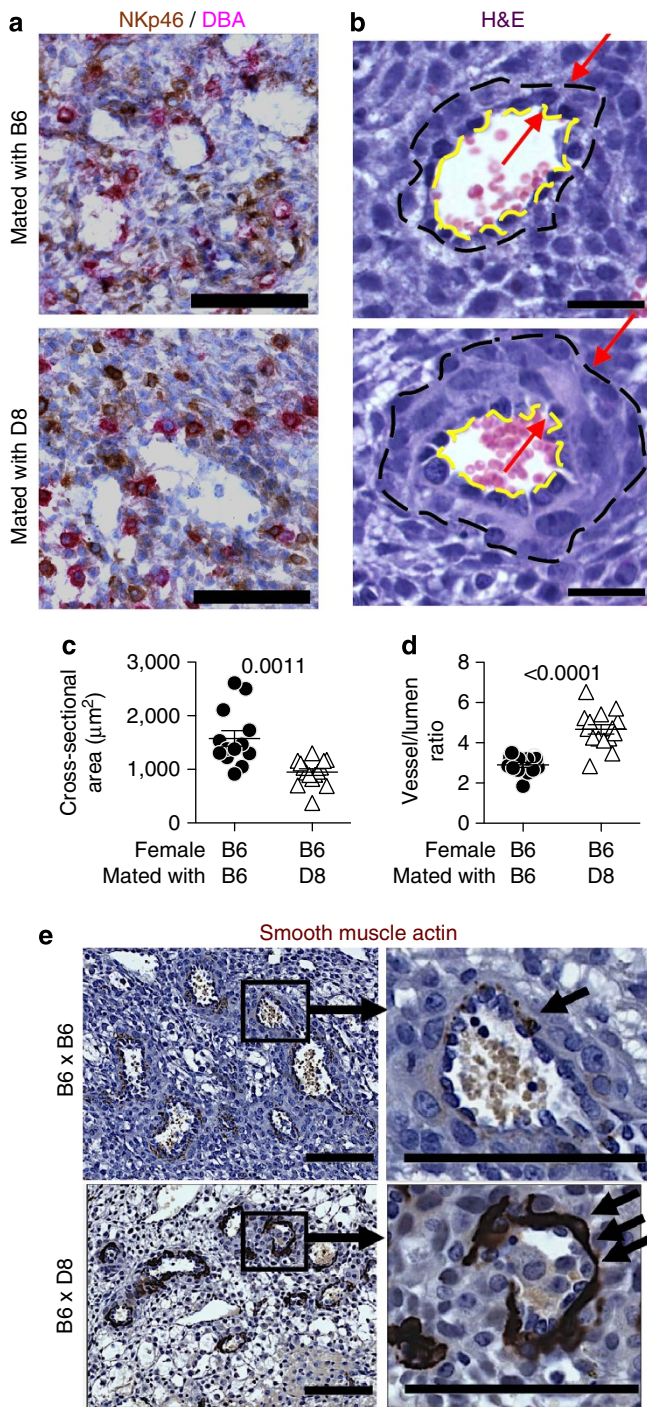 a
NKp46 / DBA
b
H&E
Mated with B6
Mated with D8
c
3,000
2,000
1,000
0
Cross-sectional
area (μm²)
0.0011
Female B6 B6
Mated with B6 D8
d
8
6
4
2
0
Vessel/lumen
ratio
<0.0001
Female B6 B6
Mated with B6 D8
e
Smooth muscle actin
B6 x B6
B6 x D8